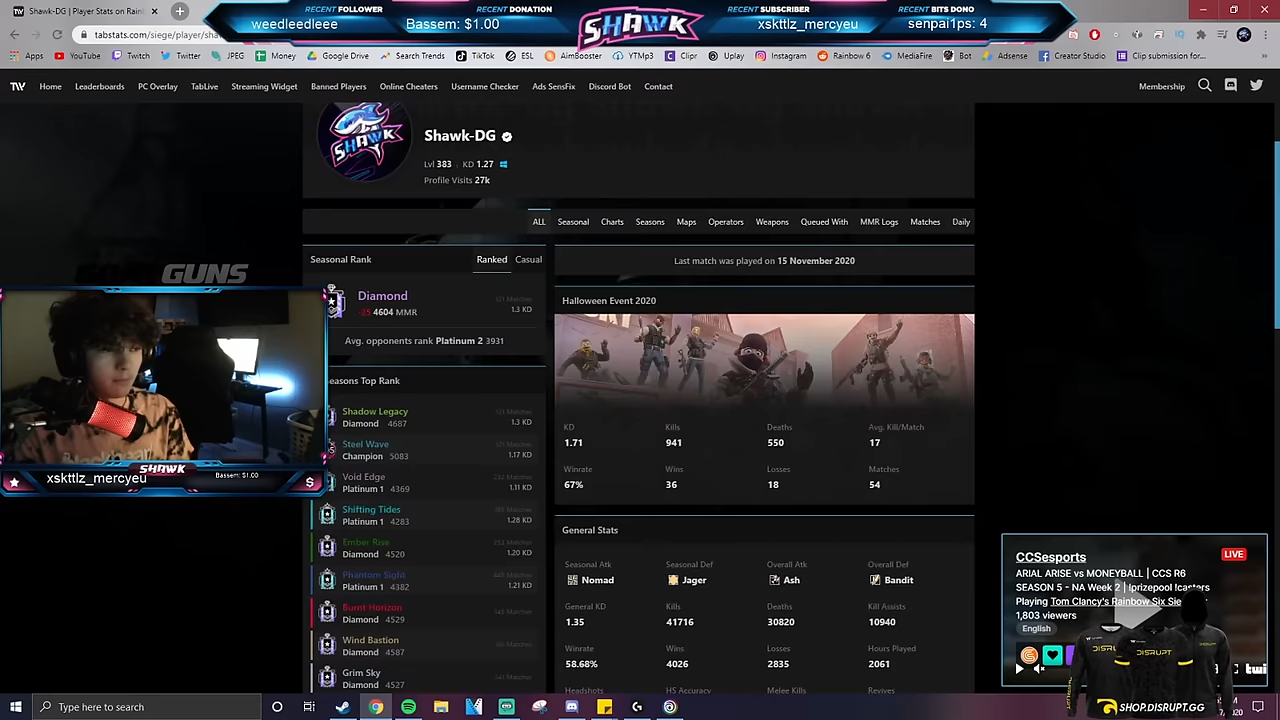 RECENT FOLLOWER
weedleedleee
RECENT DONATION
Bassem: $1.00
SHAWK
RECENT SUBSCRIBER
xskttlz_mercyeu
RECENT BITS DONO
senpai1ps: 4
Shawk-DG | Player Stats on Rain
tabstats.com/siege/player/sha
Apps YouTube Twitch Twitter JPEG Money Google Drive Search Trends TikTok ESL AimBooster YTMP3 Clipr Uplay Instagram Rainbow 6 MediaFire Bot Adsense Creator Studio Clip submission for...
Home Leaderboards PC Overlay TabLive Streaming Widget Banned Players Online Cheaters Username Checker Ads SensFix Discord Bot Contact Membership
SHAWK
Shawk-DG
Lvl 383 KD 1.27
Profile Visits 27k
ALL Seasonal Charts Seasons Maps Operators Weapons Queued With MMR Logs Matches Daily
Seasonal Rank Ranked Casual
Diamond
-25 4604 MMR
1.3 KD
Avg. opponents rank Platinum 2 3931
Seasons Top Rank
Shadow Legacy
Diamond 4687
1.3 KD
Steel Wave
Champion 5083
1.17 KD
Void Edge
Platinum 1 4369
1.11 KD
Shifting Tides
Platinum 1 4283
1.28 KD
Ember Rise
Diamond 4520
1.20 KD
Phantom Sight
Platinum 1 4382
1.21 KD
Burnt Horizon
Diamond 4529
Wind Bastion
Diamond 4587
Grim Sky
Diamond 4527
Last match was played on 15 November 2020
Halloween Event 2020
KD Kills Deaths Avg. Kill/Match
1.71 941 550 17
Winrate Wins Losses Matches
67% 36 18 54
General Stats
Seasonal Atk Seasonal Def Overall Atk Overall Def
Nomad Jager Ash Bandit
General KD Kills Deaths Kill Assists
1.35 41716 30820 10940
Winrate Wins Losses Hours Played
58.68% 4026 2835 2061
Headshots HS Accuracy Melee Kills Revives
GUNS
SHAWK
xskttlz_mercyeu
Bassem: $1.00
$
CCSesports
LIVE
ARIAL ARISE vs MONEYBALL | CCS R6
SEASON 5 - NA Week 2 | !prizepool !casters
Playing Tom Clancy's Rainbow Six Sie
1,803 viewers
English
DISRUPT
SHOP.DISRUPT.GG
Type here to search